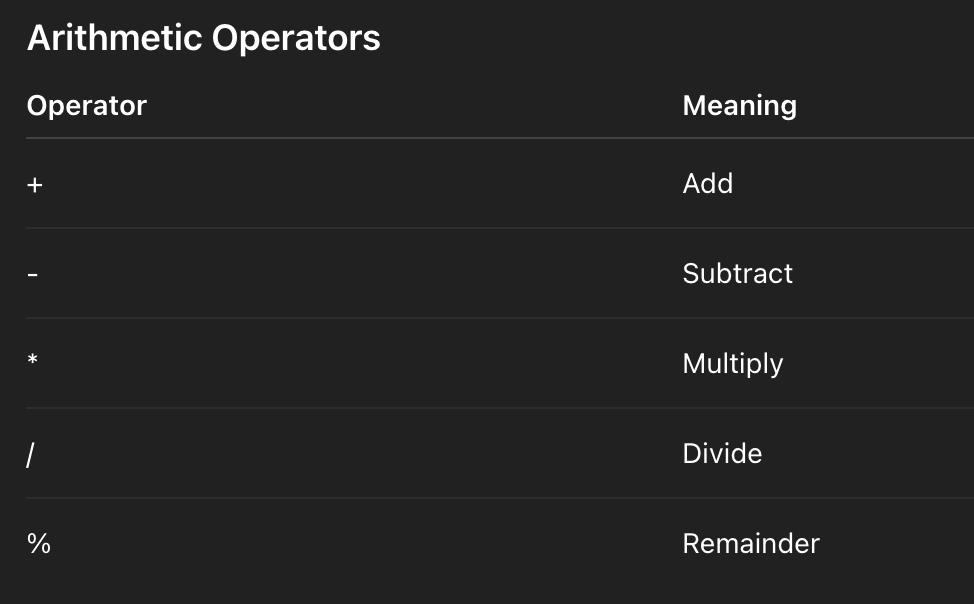 Arithmetic Operators
Operator Meaning
+ Add
- Subtract
* Multiply
/ Divide
% Remainder